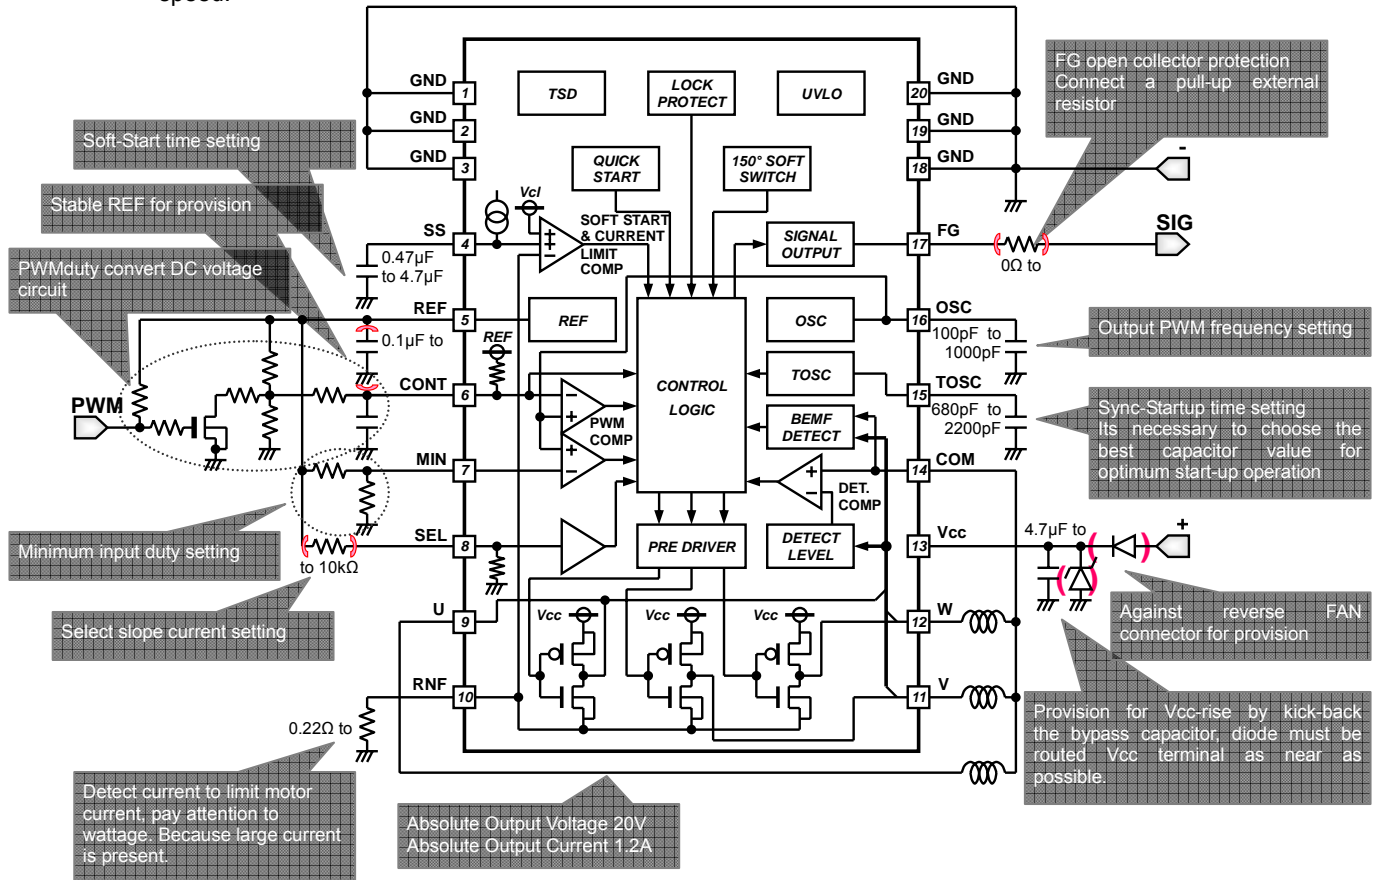 speed.
GND
1
GND
2
GND
3
SS
4
REF
5
CONT
6
MIN
7
SEL
8
U
9
RNF
10
GND
20
GND
19
GND
18
FG
17
OSC
16
TOSC
15
COM
14
Vcc
13
W
12
V
11
TSD
LOCK
PROTECT
UVLO
QUICK
START
150° SOFT
SWITCH
Vcl
SOFT START
& CURRENT
LIMIT
COMP
SIGNAL
OUTPUT
REF
OSC
REF
TOSC
CONTROL
LOGIC
PWM
COMP
BEMF
DETECT
DET.
COMP
PRE DRIVER
DETECT
LEVEL
Vcc
Vcc
Vcc
Soft-Start time setting
Stable REF for provision
PWMduty convert DC voltage
circuit
0.47µF
to 4.7µF
0.1µF to
PWM
Minimum input duty setting
to 10kΩ
Select slope current setting
0.22Ω to
Detect current to limit motor
current, pay attention to
wattage. Because large current
is present.
Absolute Output Voltage 20V
Absolute Output Current 1.2A
FG open collector protection
Connect a pull-up external
resistor
-
SIG
0Ω to
100pF to
1000pF
Output PWM frequency setting
680pF to
2200pF
Sync-Startup time setting
Its necessary to choose the
best capacitor value for
optimum start-up operation
4.7µF to
+
Against reverse FAN
connector for provision
Provision for Vcc-rise by kick-back
the bypass capacitor, diode must be
routed Vcc terminal as near as
possible.